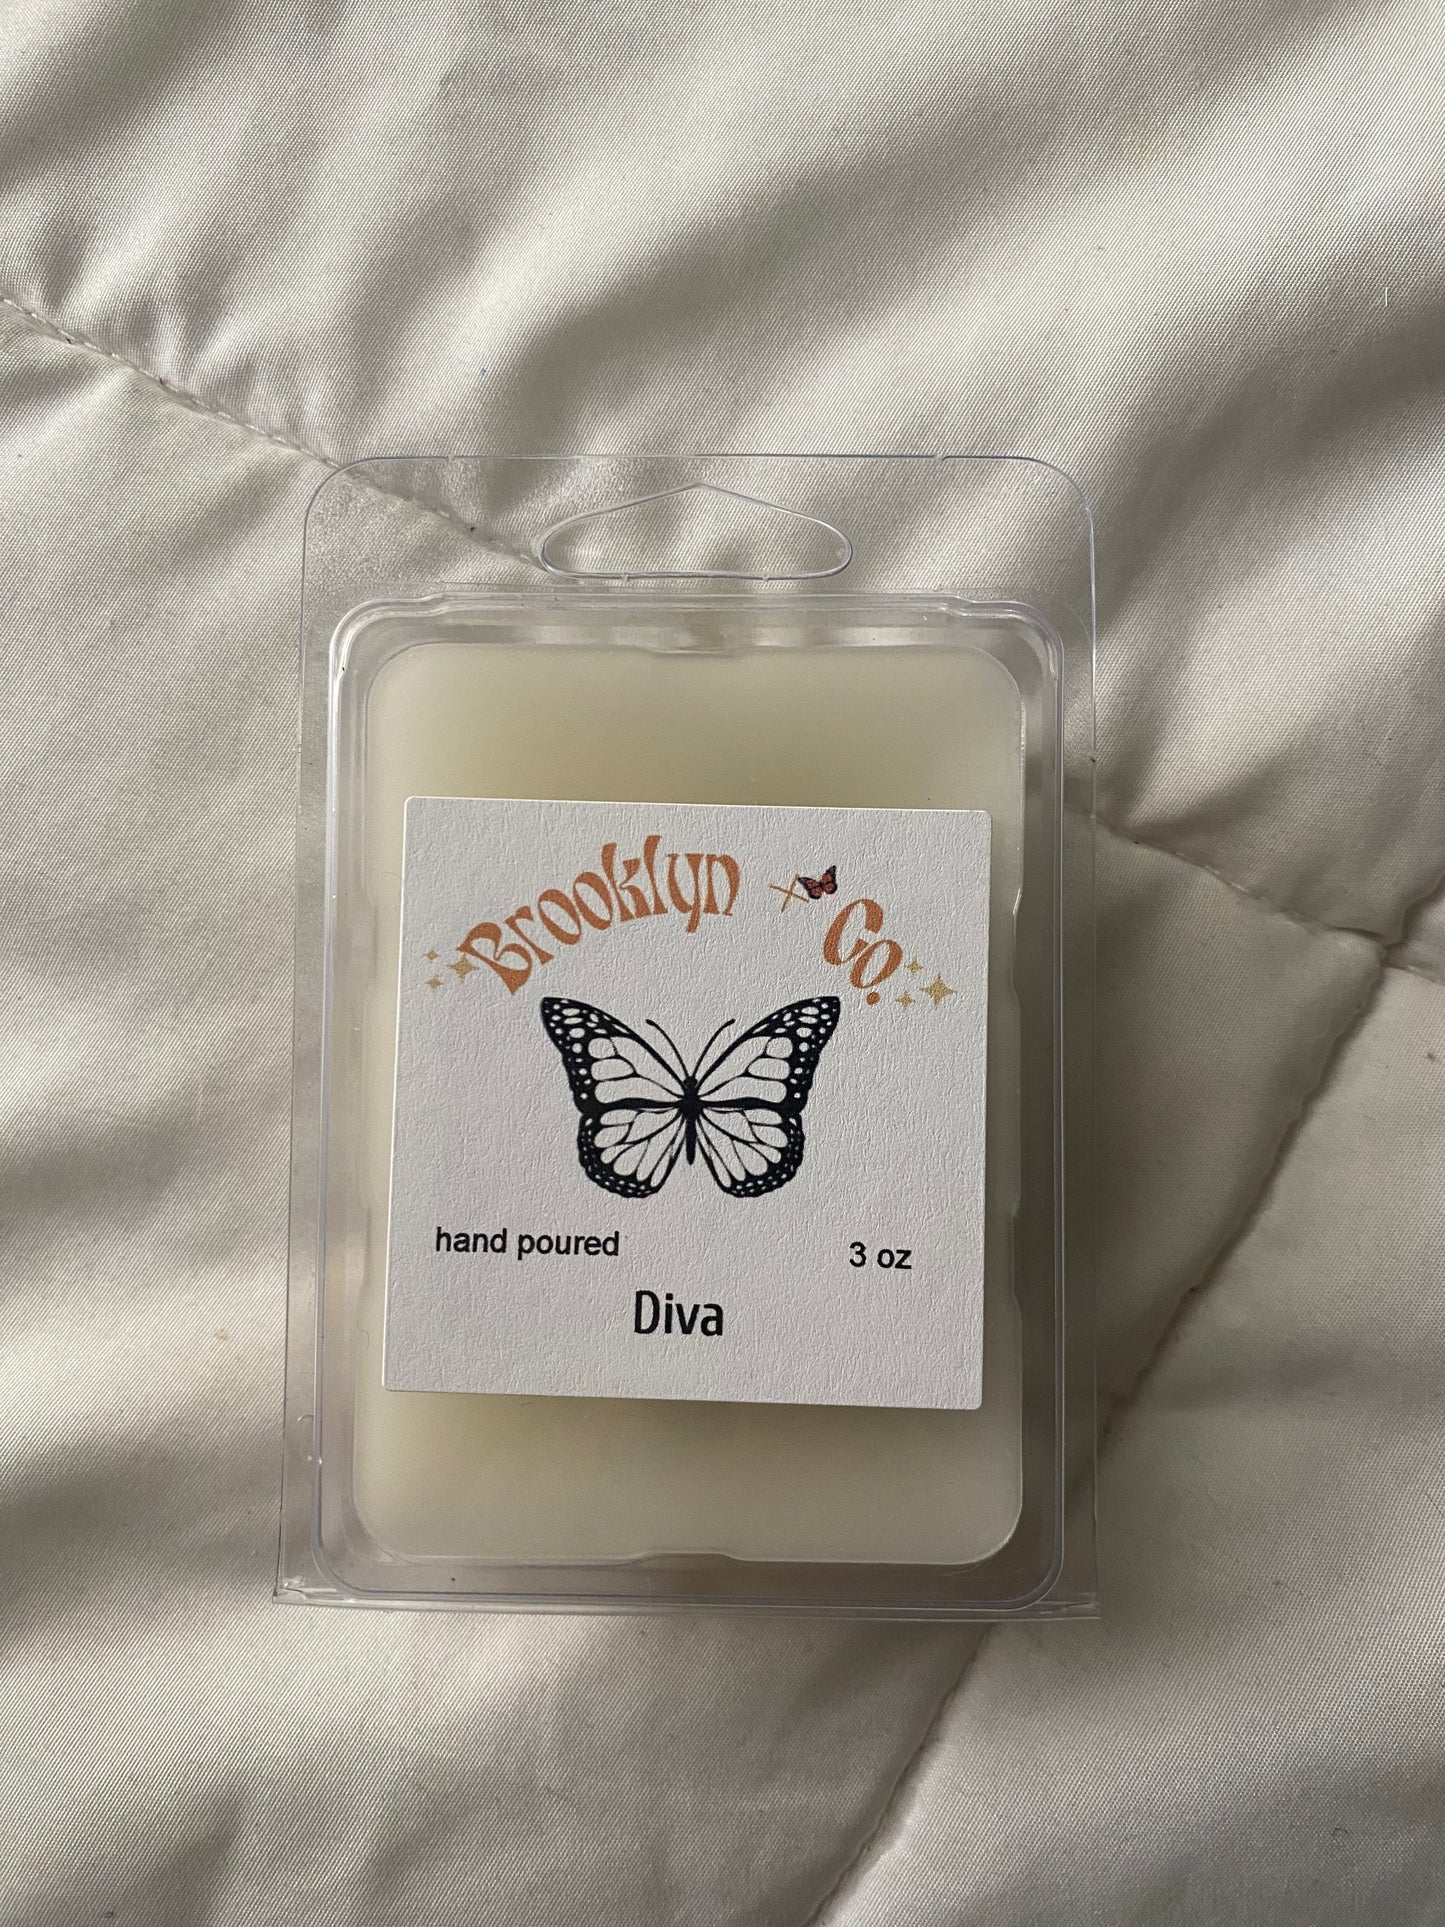 Brooklyn x Co.
hand poured 3 oz
Diva